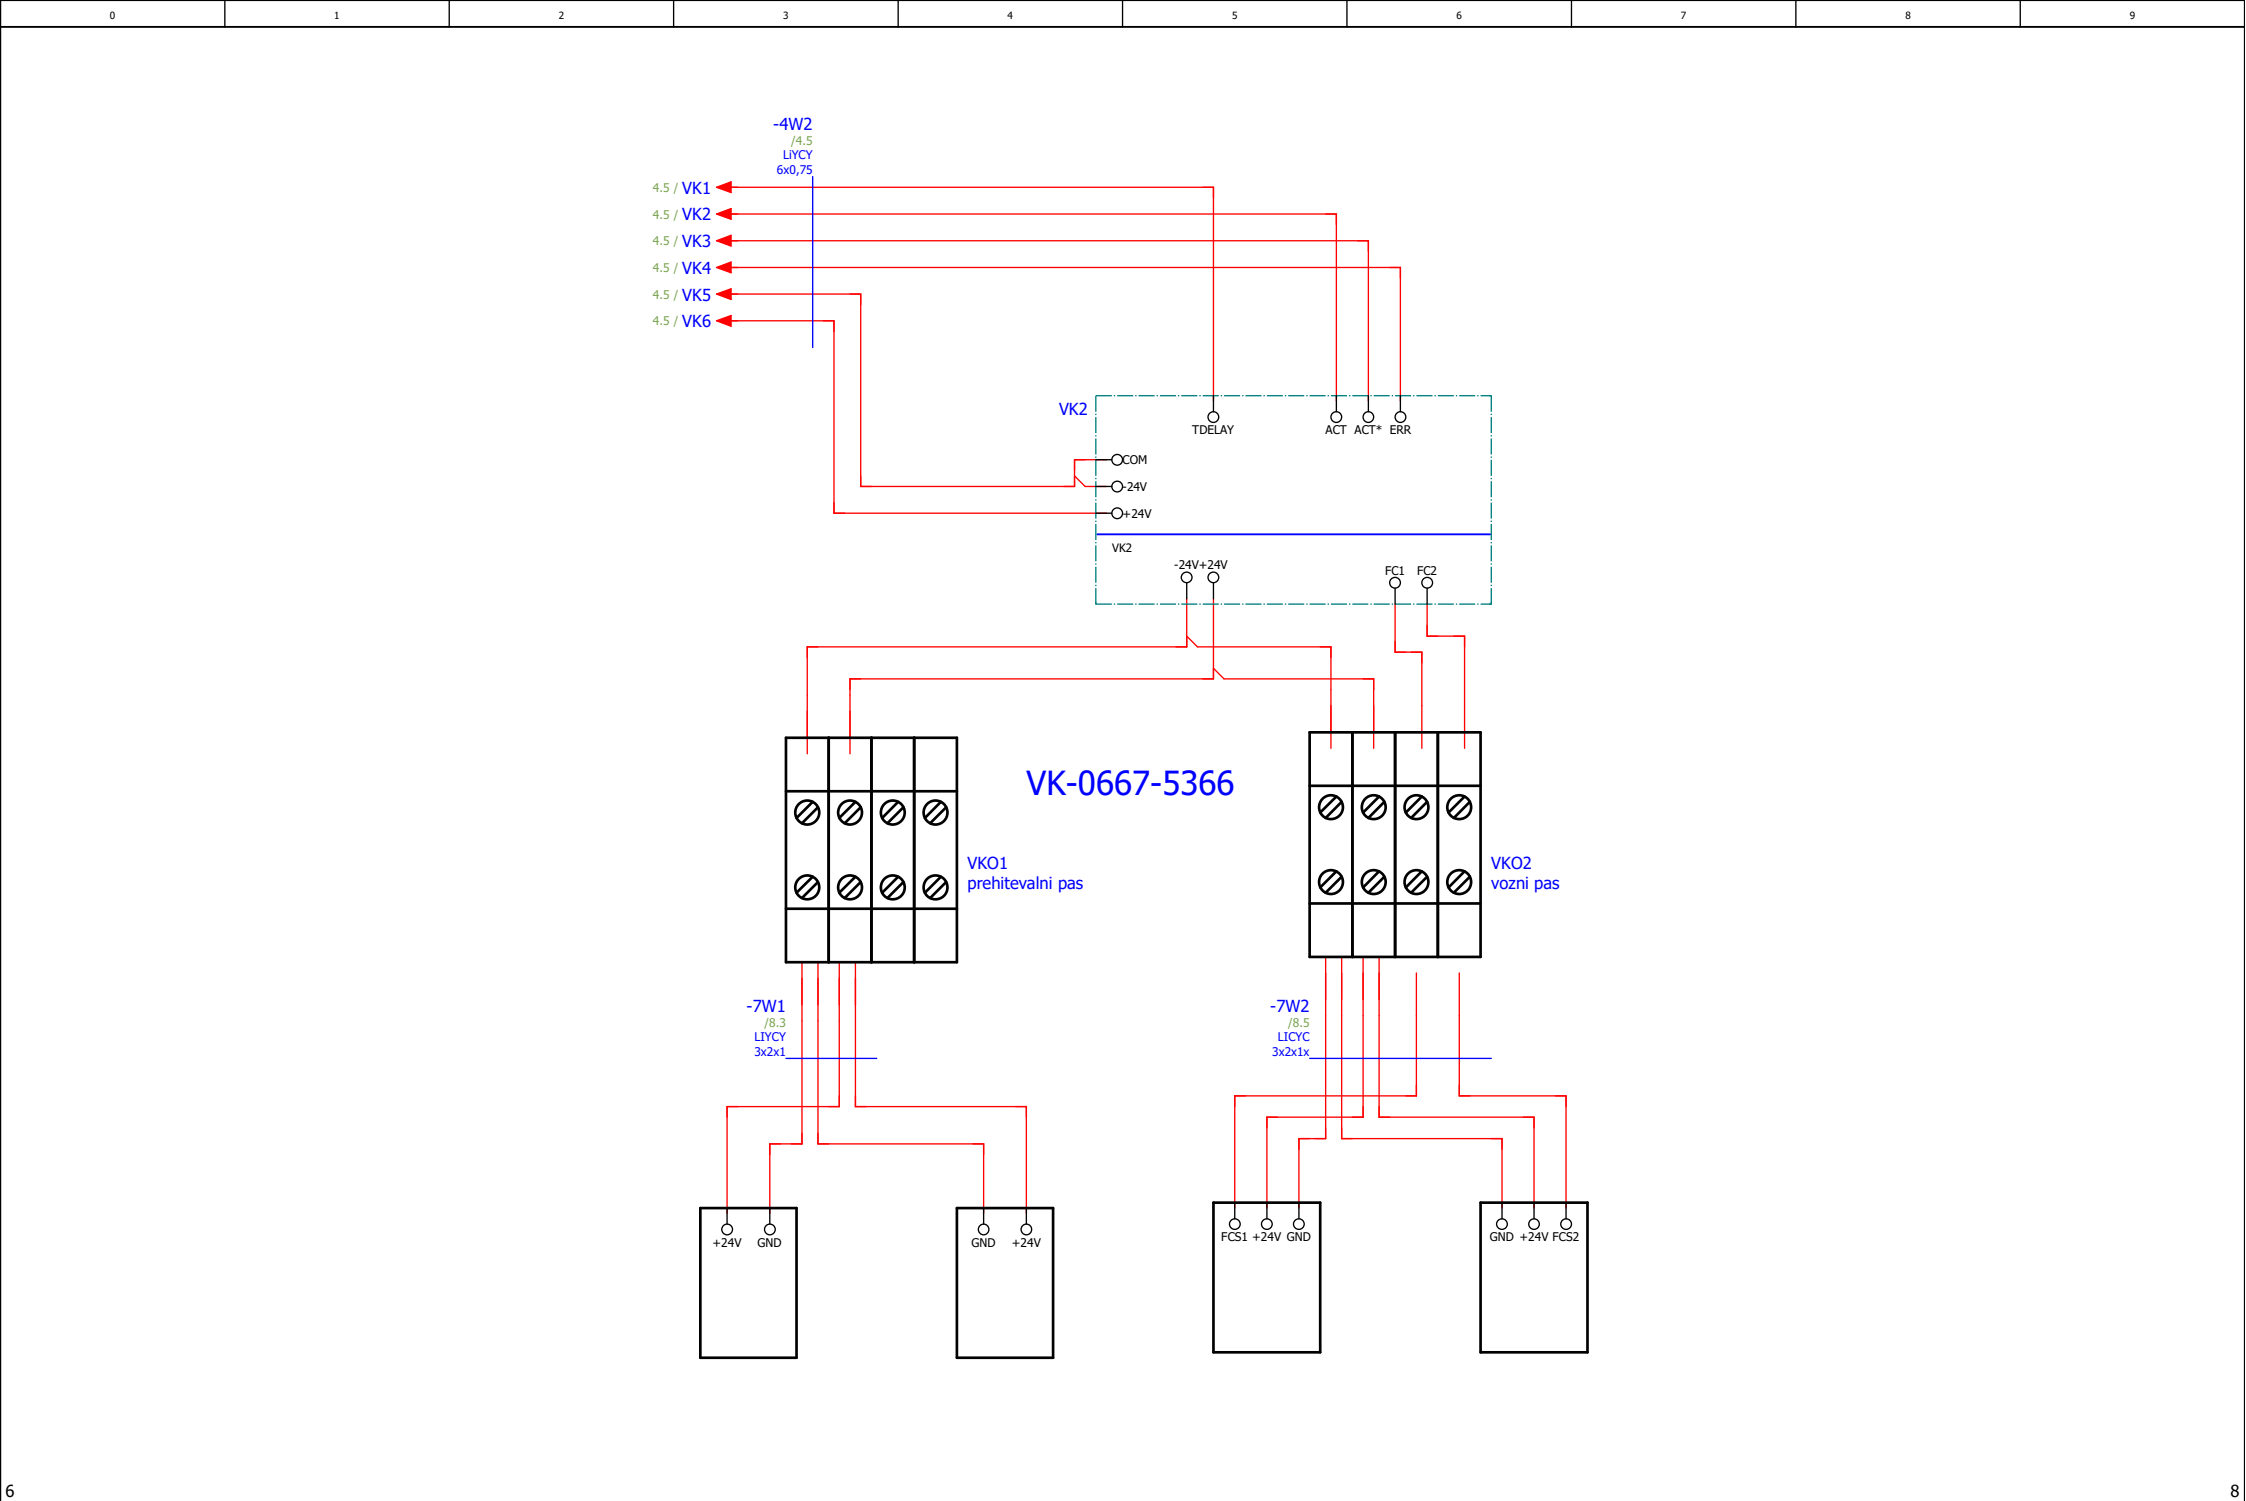 0 1 2 3 4 5 6 7 8 9
-4W2
/4.5
LiYCY
6x0,75
4.5 / VK1
4.5 / VK2
4.5 / VK3
4.5 / VK4
4.5 / VK5
4.5 / VK6
VK2
TDELAY ACT ACT* ERR
COM
-24V
+24V
VK2
-24V+24V FC1 FC2
VK-0667-5366
VKO1
prehitevalni pas
VKO2
vozni pas
-7W1
/8.3
LIYCY
3x2x1
-7W2
/8.5
LICYC
3x2x1x
+24V GND
GND +24V
FCS1 +24V GND
GND +24V FCS2
6
8